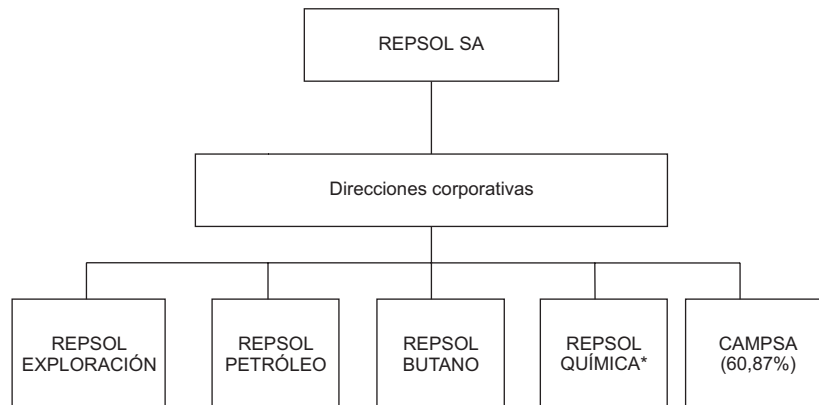 REPSOL SA
Direcciones corporativas
REPSOL
EXPLORACIÓN
REPSOL
PETRÓLEO
REPSOL
BUTANO
REPSOL
QUÍMICA*
CAMPSA
(60,87%)